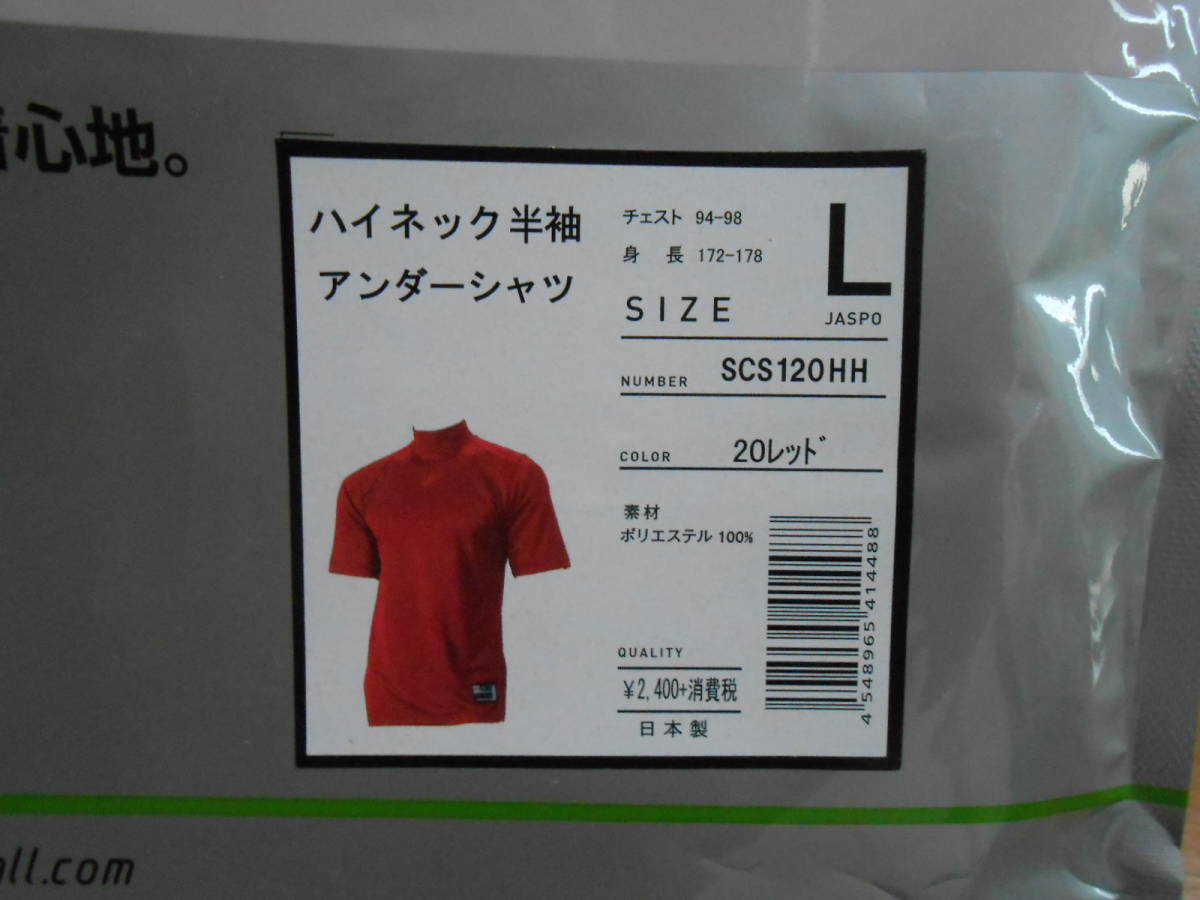 心地。
ハイネック半袖
アンダーシャツ
チェスト 94-98
身 長 172-178
L
SIZE
JASPO
NUMBER SCS120HH
COLOR 20レッド
素材
ポリエステル 100%
QUALITY
¥2,400+消費税
日本製
4 548965 414488
all.com